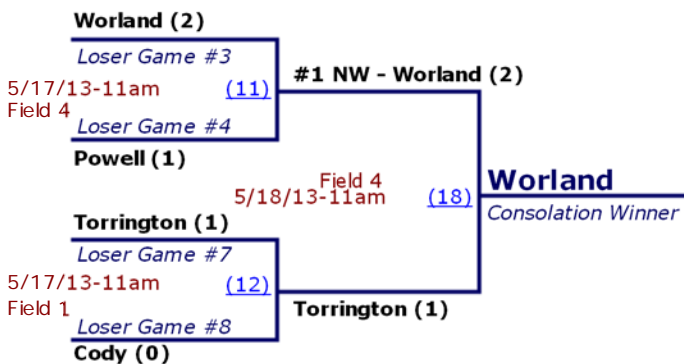 Worland (2)
Loser Game #3
5/17/13-11am
(11)
Field 4
Loser Game #4
Powell (1)
#1 NW - Worland (2)
Field 4
5/18/13-11am
(18)
Worland
Consolation Winner
Torrington (1)
Loser Game #7
5/17/13-11am
(12)
Field 1
Loser Game #8
Cody (0)
Torrington (1)